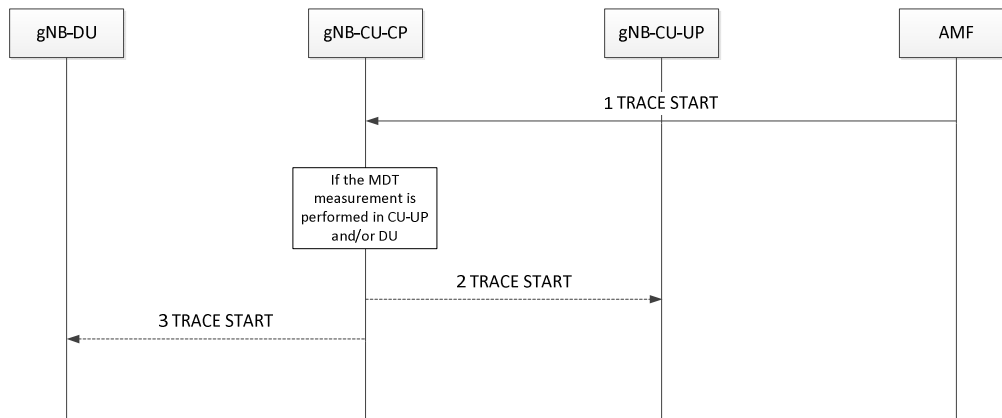 gNB-DU
gNB-CU-CP
gNB-CU-UP
AMF
1 TRACE START
If the MDT
measurement is
performed in CU-UP
and/or DU
2 TRACE START
3 TRACE START